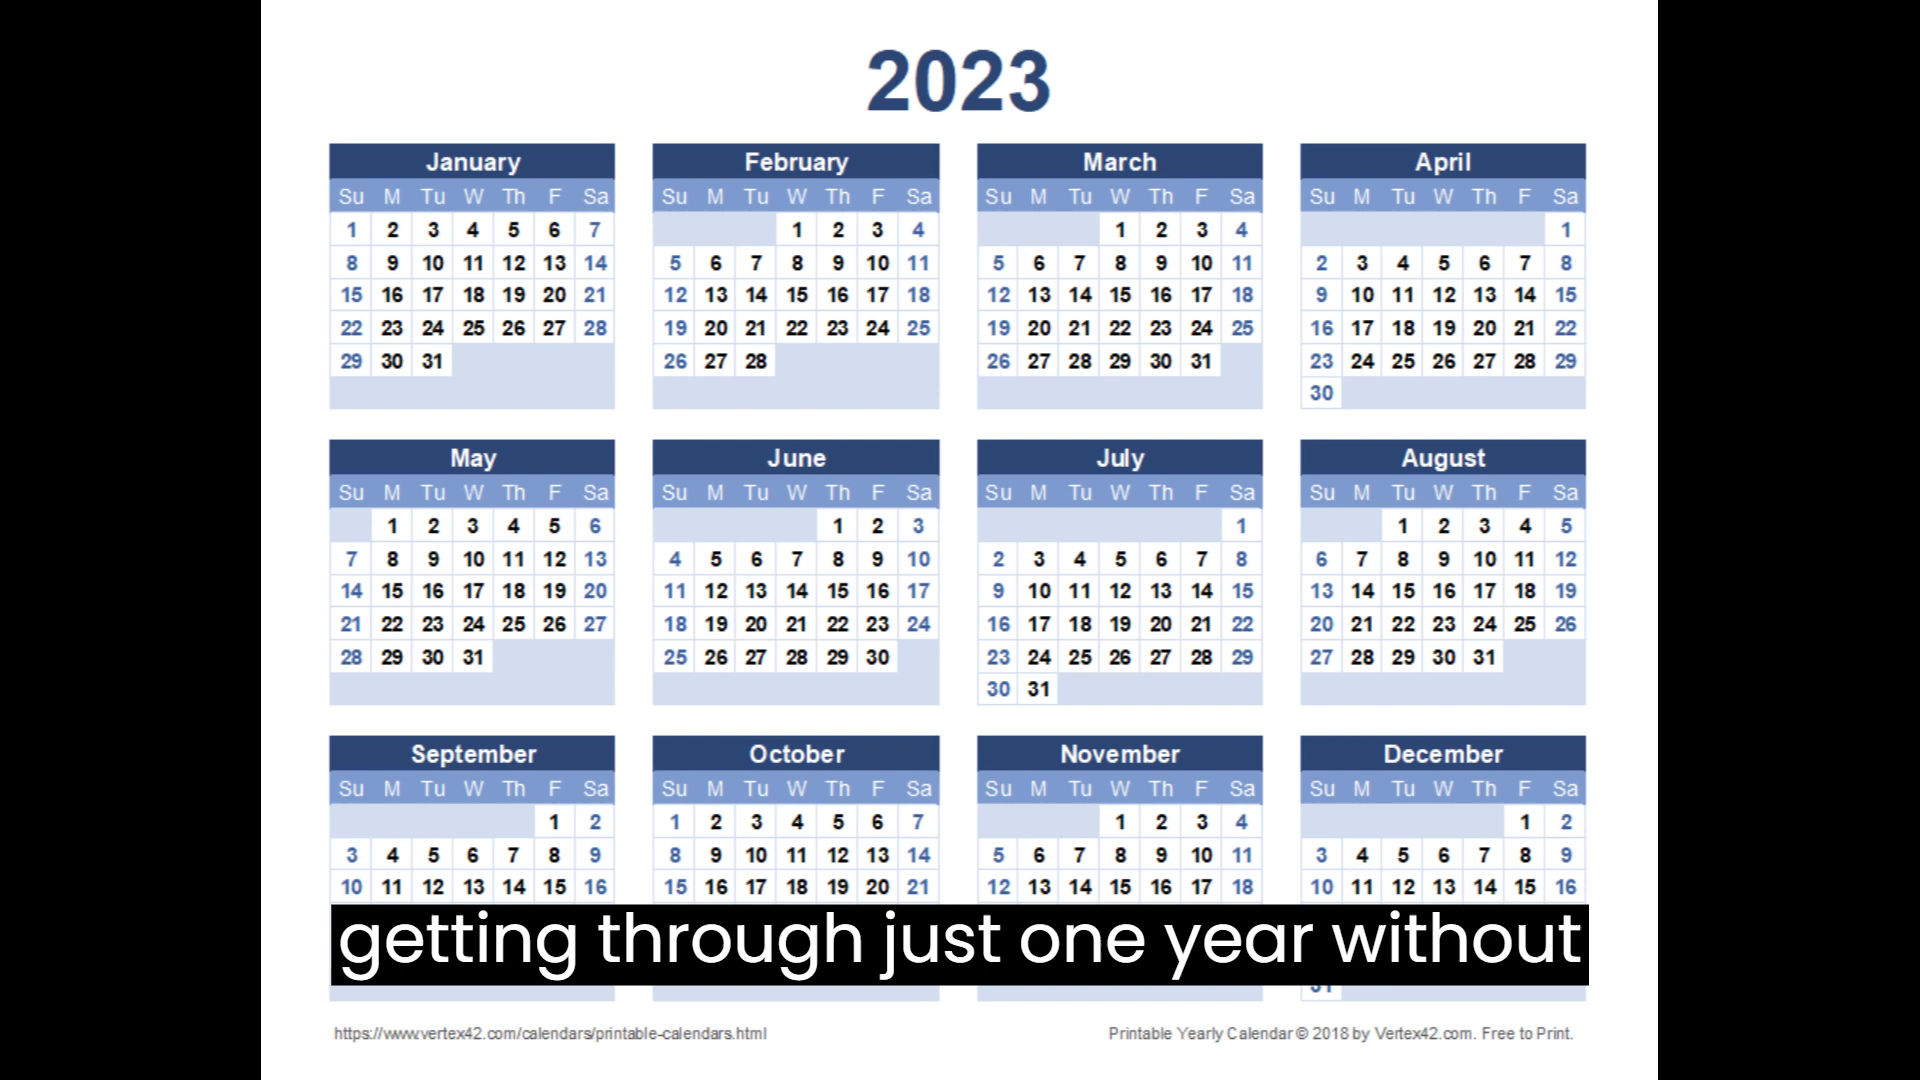 2023
January February March April
Su M Tu W Th F Sa Su M Tu W Th F Sa Su M Tu W Th F Sa Su M Tu W Th F Sa
1 2 3 4 5 6 7 1 2 3 4 1 2 3 4 1
8 9 10 11 12 13 14 5 6 7 8 9 10 11 5 6 7 8 9 10 11 2 3 4 5 6 7 8
15 16 17 18 19 20 21 12 13 14 15 16 17 18 12 13 14 15 16 17 18 9 10 11 12 13 14 15
22 23 24 25 26 27 28 19 20 21 22 23 24 25 19 20 21 22 23 24 25 16 17 18 19 20 21 22
29 30 31 26 27 28 26 27 28 29 30 31 23 24 25 26 27 28 29
30
May June July August
Su M Tu W Th F Sa Su M Tu W Th F Sa Su M Tu W Th F Sa Su M Tu W Th F Sa
1 2 3 4 5 6 1 2 3 1 1 2 3 4 5
7 8 9 10 11 12 13 4 5 6 7 8 9 10 2 3 4 5 6 7 8 6 7 8 9 10 11 12
14 15 16 17 18 19 20 11 12 13 14 15 16 17 9 10 11 12 13 14 15 13 14 15 16 17 18 19
21 22 23 24 25 26 27 18 19 20 21 22 23 24 16 17 18 19 20 21 22 20 21 22 23 24 25 26
28 29 30 31 25 26 27 28 29 30 23 24 25 26 27 28 29 27 28 29 30 31
30 31
September October November December
Su M Tu W Th F Sa Su M Tu W Th F Sa Su M Tu W Th F Sa Su M Tu W Th F Sa
1 2 1 2 3 4 5 6 7 1 2 3 4 1 2
3 4 5 6 7 8 9 8 9 10 11 12 13 14 5 6 7 8 9 10 11 3 4 5 6 7 8 9
10 11 12 13 14 15 16 15 16 17 18 19 20 21 12 13 14 15 16 17 18 10 11 12 13 14 15 16
getting through just one year without
https://www.vertex42.com/calendars/printable-calendars.html Printable Yearly Calendar © 2018 by Vertex42.com. Free to Print.